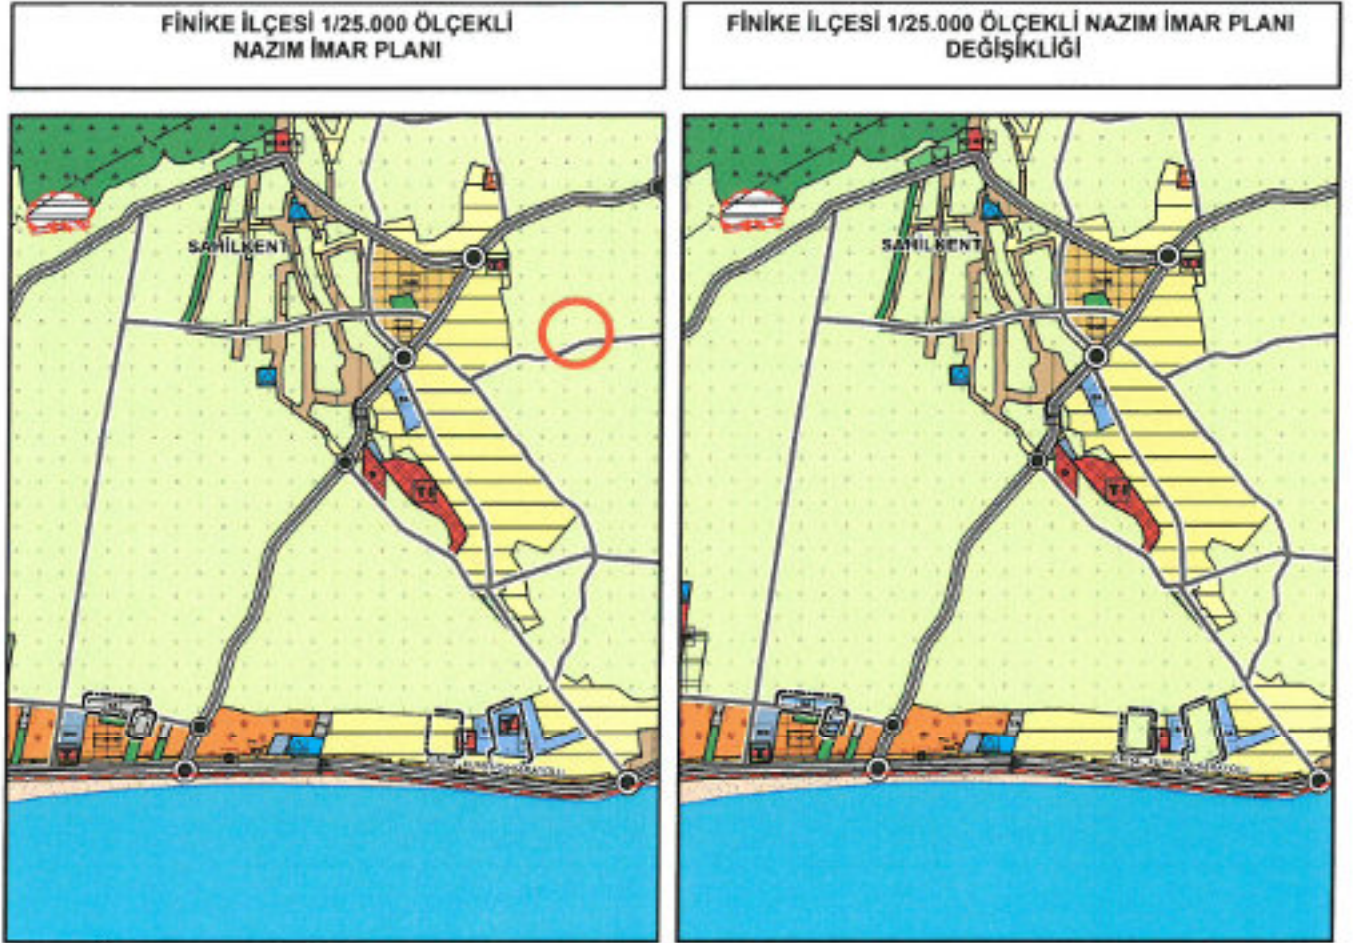 FİNİKE İLÇESİ 1/25.000 ÖLÇEKLİ
NAZIM İMAR PLANI
FİNİKE İLÇESİ 1/25.000 ÖLÇEKLİ NAZIM İMAR PLANI
DEĞİŞİKLİĞİ
SAHİLKENT
SAHİLKENT